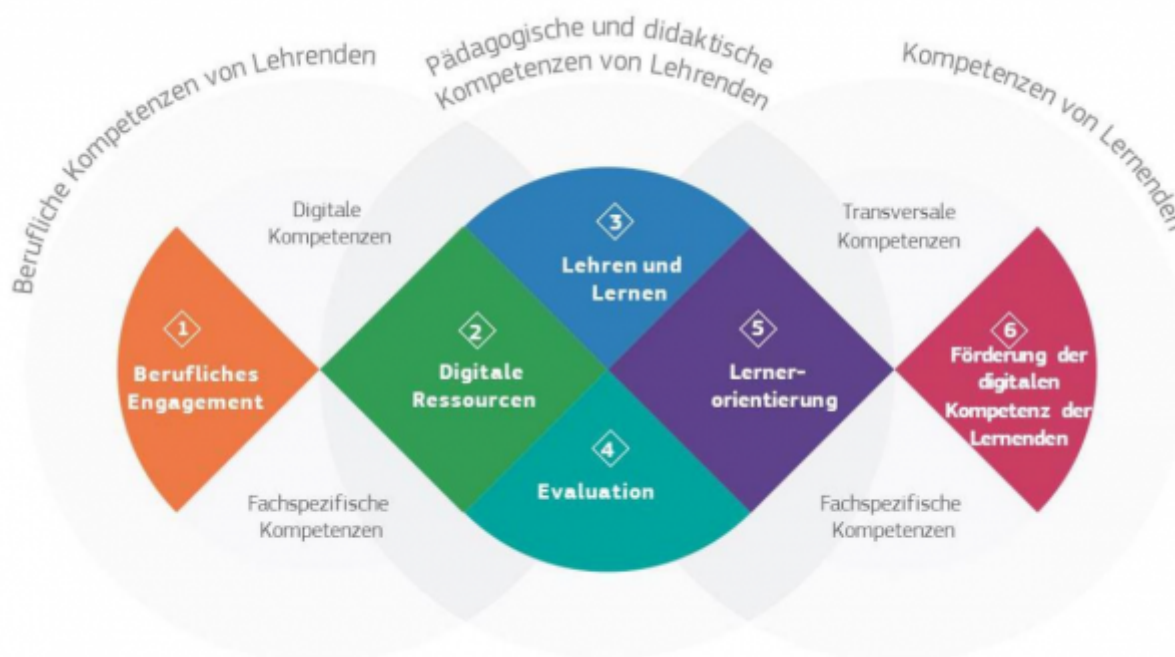 Berufliche Kompetenzen von Lehrenden
Pädagogische und didaktische
Kompetenzen von Lehrenden
Kompetenzen von Lernenden
Digitale
Kompetenzen
Transversale
Kompetenzen
1
Berufliches
Engagement
2
Digitale
Ressourcen
3
Lehren und
Lernen
4
Evaluation
5
Lerner-
orientierung
6
Förderung der
digitalen
Kompetenz der
Lernenden
Fachspezifische
Kompetenzen
Fachspezifische
Kompetenzen